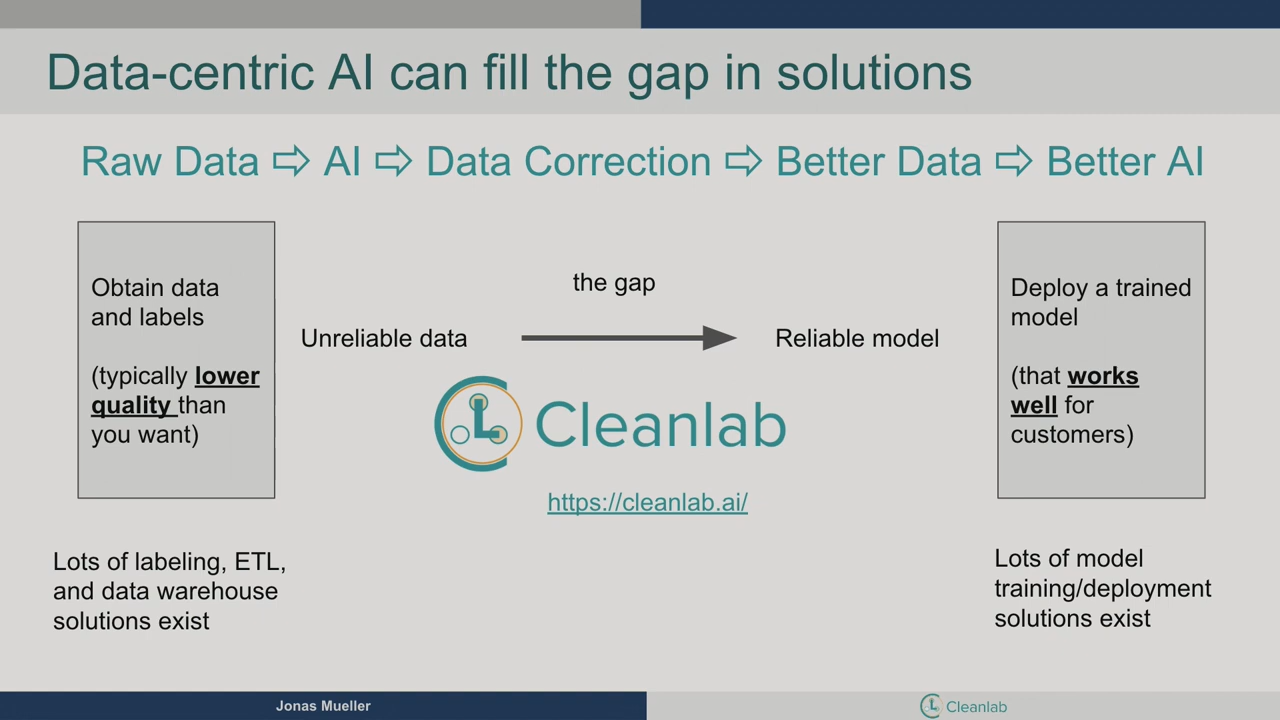 Data-centric AI can fill the gap in solutions
Raw Data ⇨ AI ⇨ Data Correction ⇨ Better Data ⇨ Better AI
Obtain data
and labels
(typically lower
quality than
you want)
the gap
Unreliable data
Reliable model
Cleanlab
https://cleanlab.ai/
Deploy a trained
model
(that works
well for
customers)
Lots of labeling, ETL,
and data warehouse
solutions exist
Lots of model
training/deployment
solutions exist
Jonas Mueller
Cleanlab